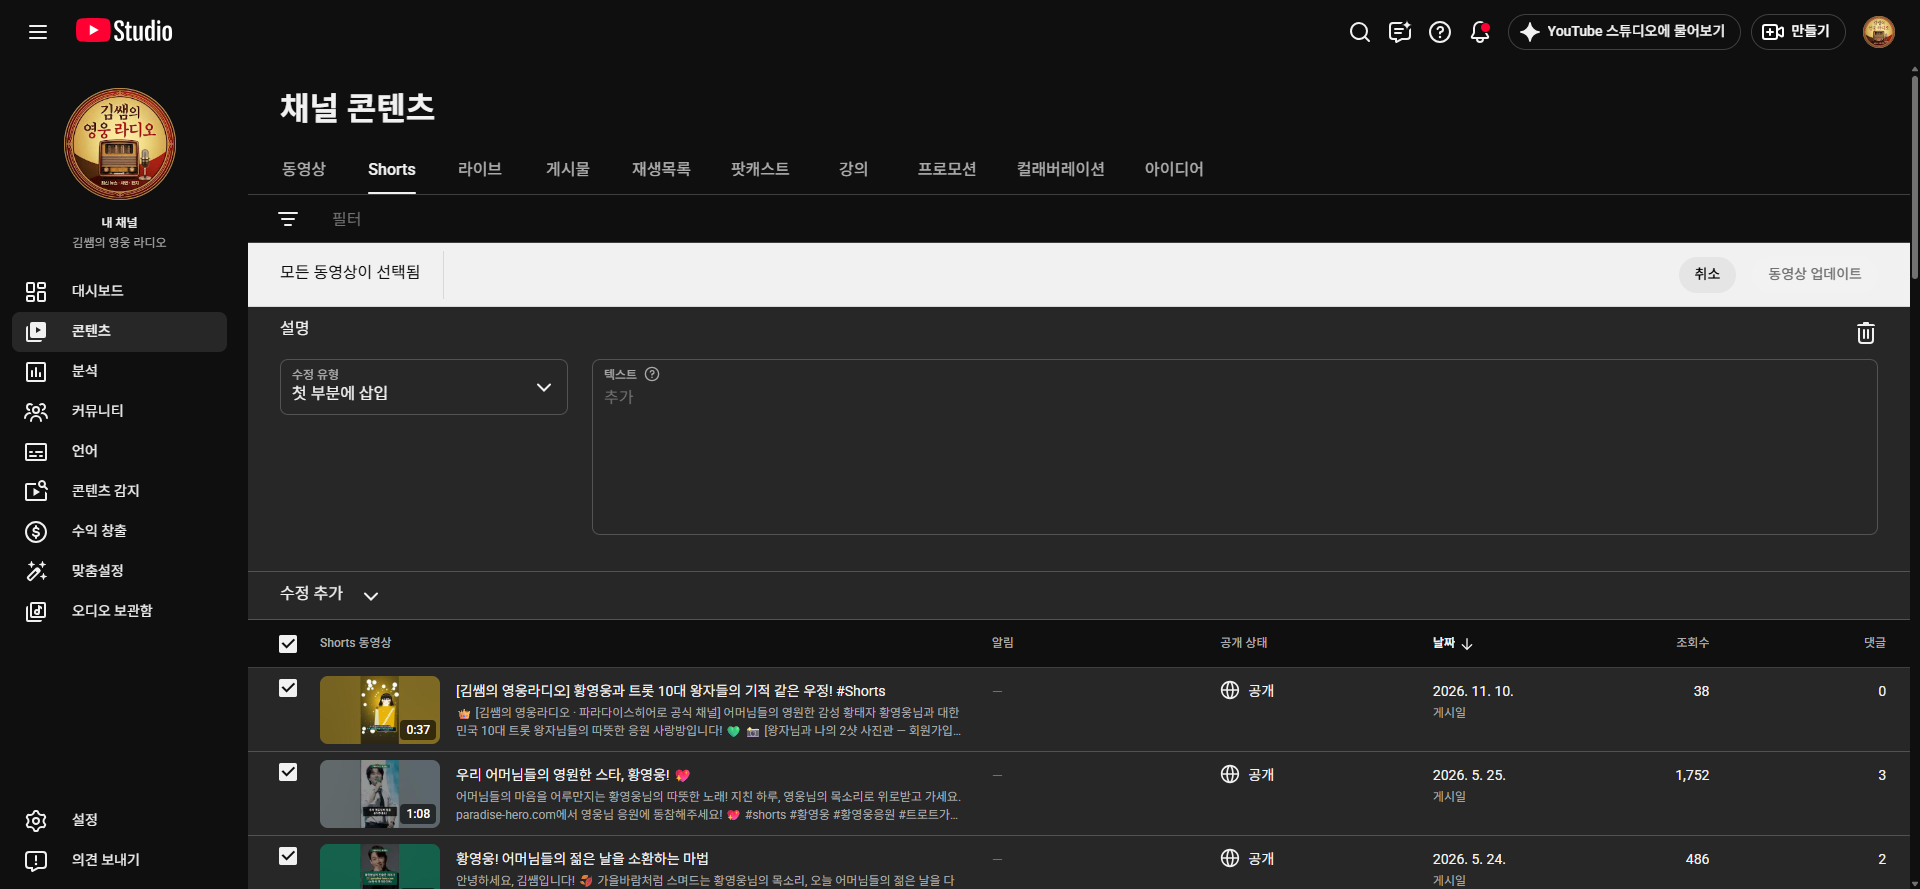 Studio
YouTube 스튜디오에 물어보기
만들기
김쌤의
영웅 라디오
내 채널
김쌤의 영웅 라디오
대시보드
콘텐츠
분석
커뮤니티
언어
콘텐츠 감지
수익 창출
맞춤설정
오디오 보관함
설정
의견 보내기
채널 콘텐츠
동영상 Shorts 라이브 게시물 재생목록 팟캐스트 강의 프로모션 컬래버레이션 아이디어
필터
모든 동영상이 선택됨 취소 동영상 업데이트
설명
수정 유형
첫 부분에 삽입
텍스트
추가
수정 추가
Shorts 동영상 알림 공개 상태 날짜 조회수 댓글
[김쌤의 영웅라디오] 황영웅과 트롯 10대 왕자들의 기적 같은 우정! #Shorts — 공개 2026. 11. 10. 38 0
👑 [김쌤의 영웅라디오 · 파라다이스히어로 공식 채널] 어머님들의 영원한 감성 황태자 황영웅님과 대한 게시일
민국 10대 트롯 왕자님들의 따뜻한 응원 사랑방입니다! 💚 📸 [왕자님과 나의 2샷 사진관 — 회원가입…
0:37
우리 어머님들의 영원한 스타, 황영웅! 💖 — 공개 2026. 5. 25. 1,752 3
어머님들의 마음을 어루만지는 황영웅님의 따뜻한 노래! 지친 하루, 영웅님의 목소리로 위로받고 가세요. 게시일
paradise-hero.com에서 영웅님 응원에 동참해주세요! 💖 #shorts #황영웅 #황영웅응원 #트로트가…
1:08
황영웅! 어머님들의 젊은 날을 소환하는 마법 — 공개 2026. 5. 24. 486 2
안녕하세요, 김쌤입니다! 🍂 가을바람처럼 스며드는 황영웅님의 목소리, 오늘 어머님들의 젊은 날을 다 게시일